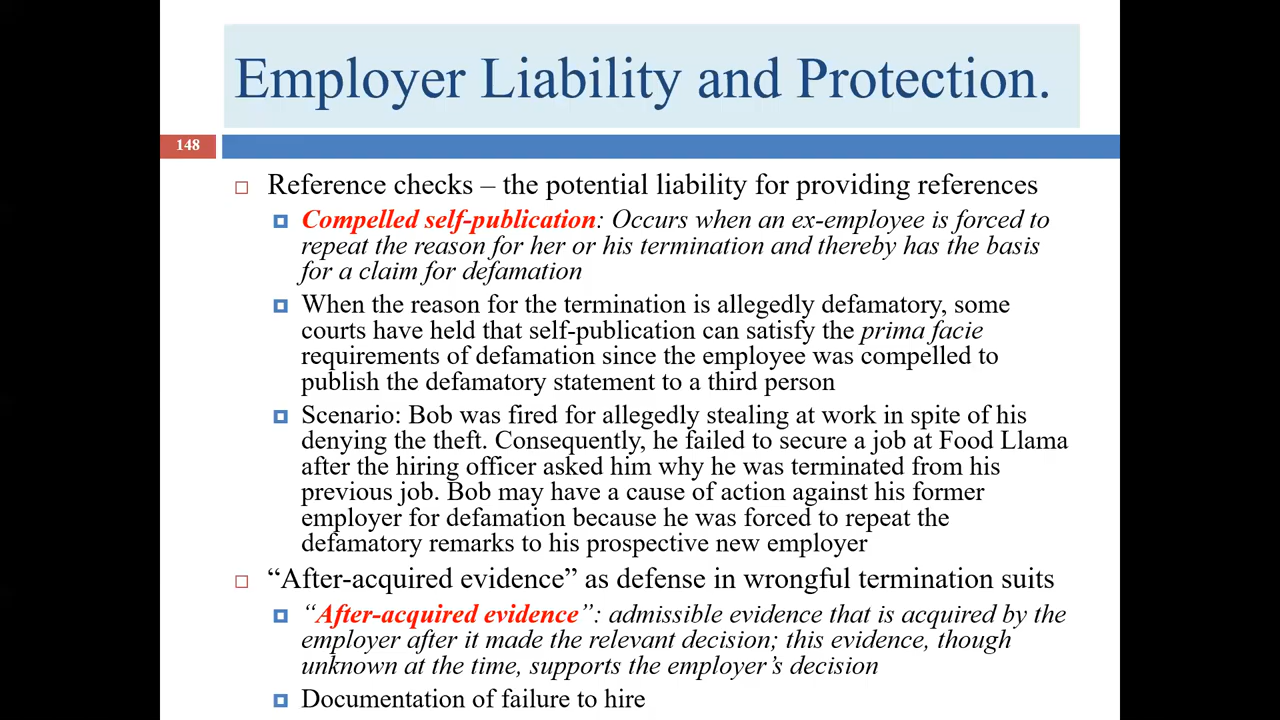 Employer Liability and Protection.
148
Reference checks – the potential liability for providing references
Compelled self-publication: Occurs when an ex-employee is forced to
repeat the reason for her or his termination and thereby has the basis
for a claim for defamation
When the reason for the termination is allegedly defamatory, some
courts have held that self-publication can satisfy the prima facie
requirements of defamation since the employee was compelled to
publish the defamatory statement to a third person
Scenario: Bob was fired for allegedly stealing at work in spite of his
denying the theft. Consequently, he failed to secure a job at Food Llama
after the hiring officer asked him why he was terminated from his
previous job. Bob may have a cause of action against his former
employer for defamation because he was forced to repeat the
defamatory remarks to his prospective new employer
“After-acquired evidence” as defense in wrongful termination suits
“After-acquired evidence”: admissible evidence that is acquired by the
employer after it made the relevant decision; this evidence, though
unknown at the time, supports the employer’s decision
Documentation of failure to hire